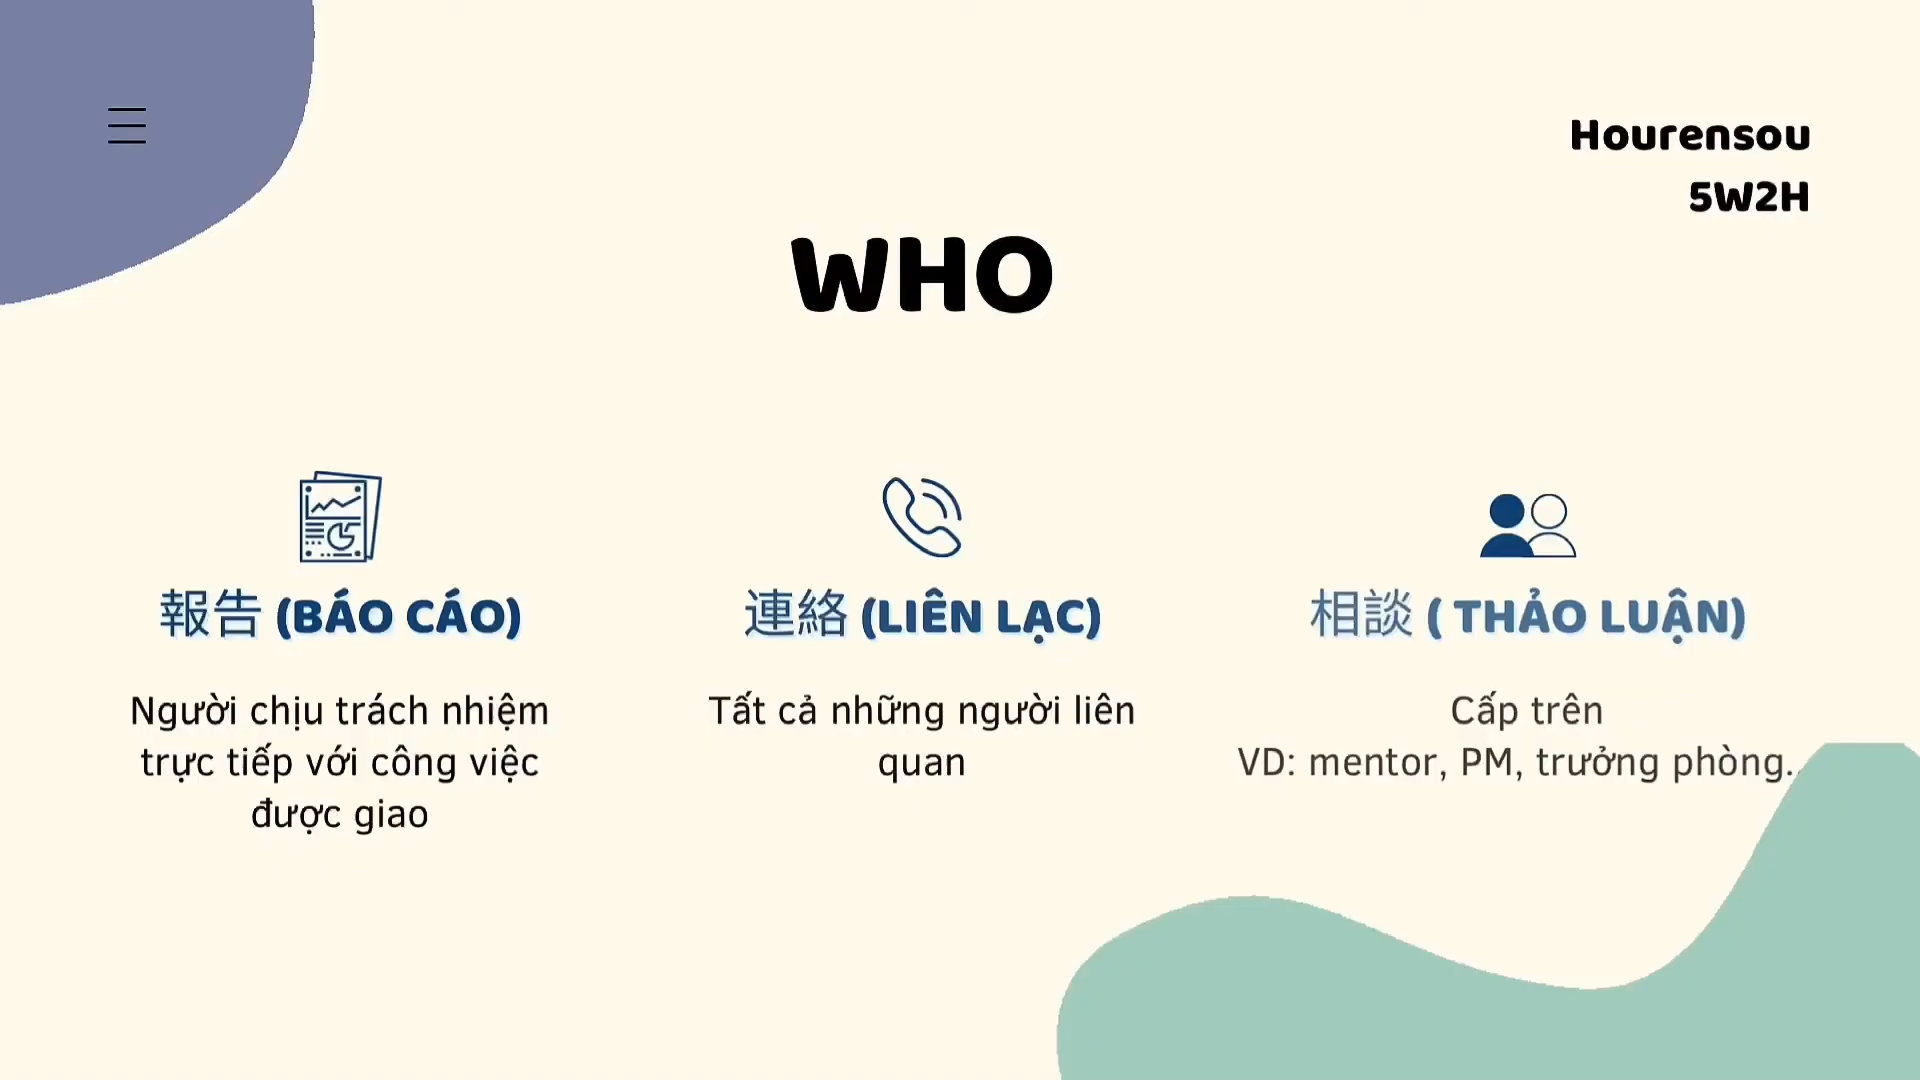 Hourensou
5W2H
WHO
報告 (BÁO CÁO)
Người chịu trách nhiệm
trực tiếp với công việc
được giao
連絡 (LIÊN LẠC)
Tất cả những người liên
quan
相談 ( THẢO LUẬN)
Cấp trên
VD: mentor, PM, trưởng phòng..